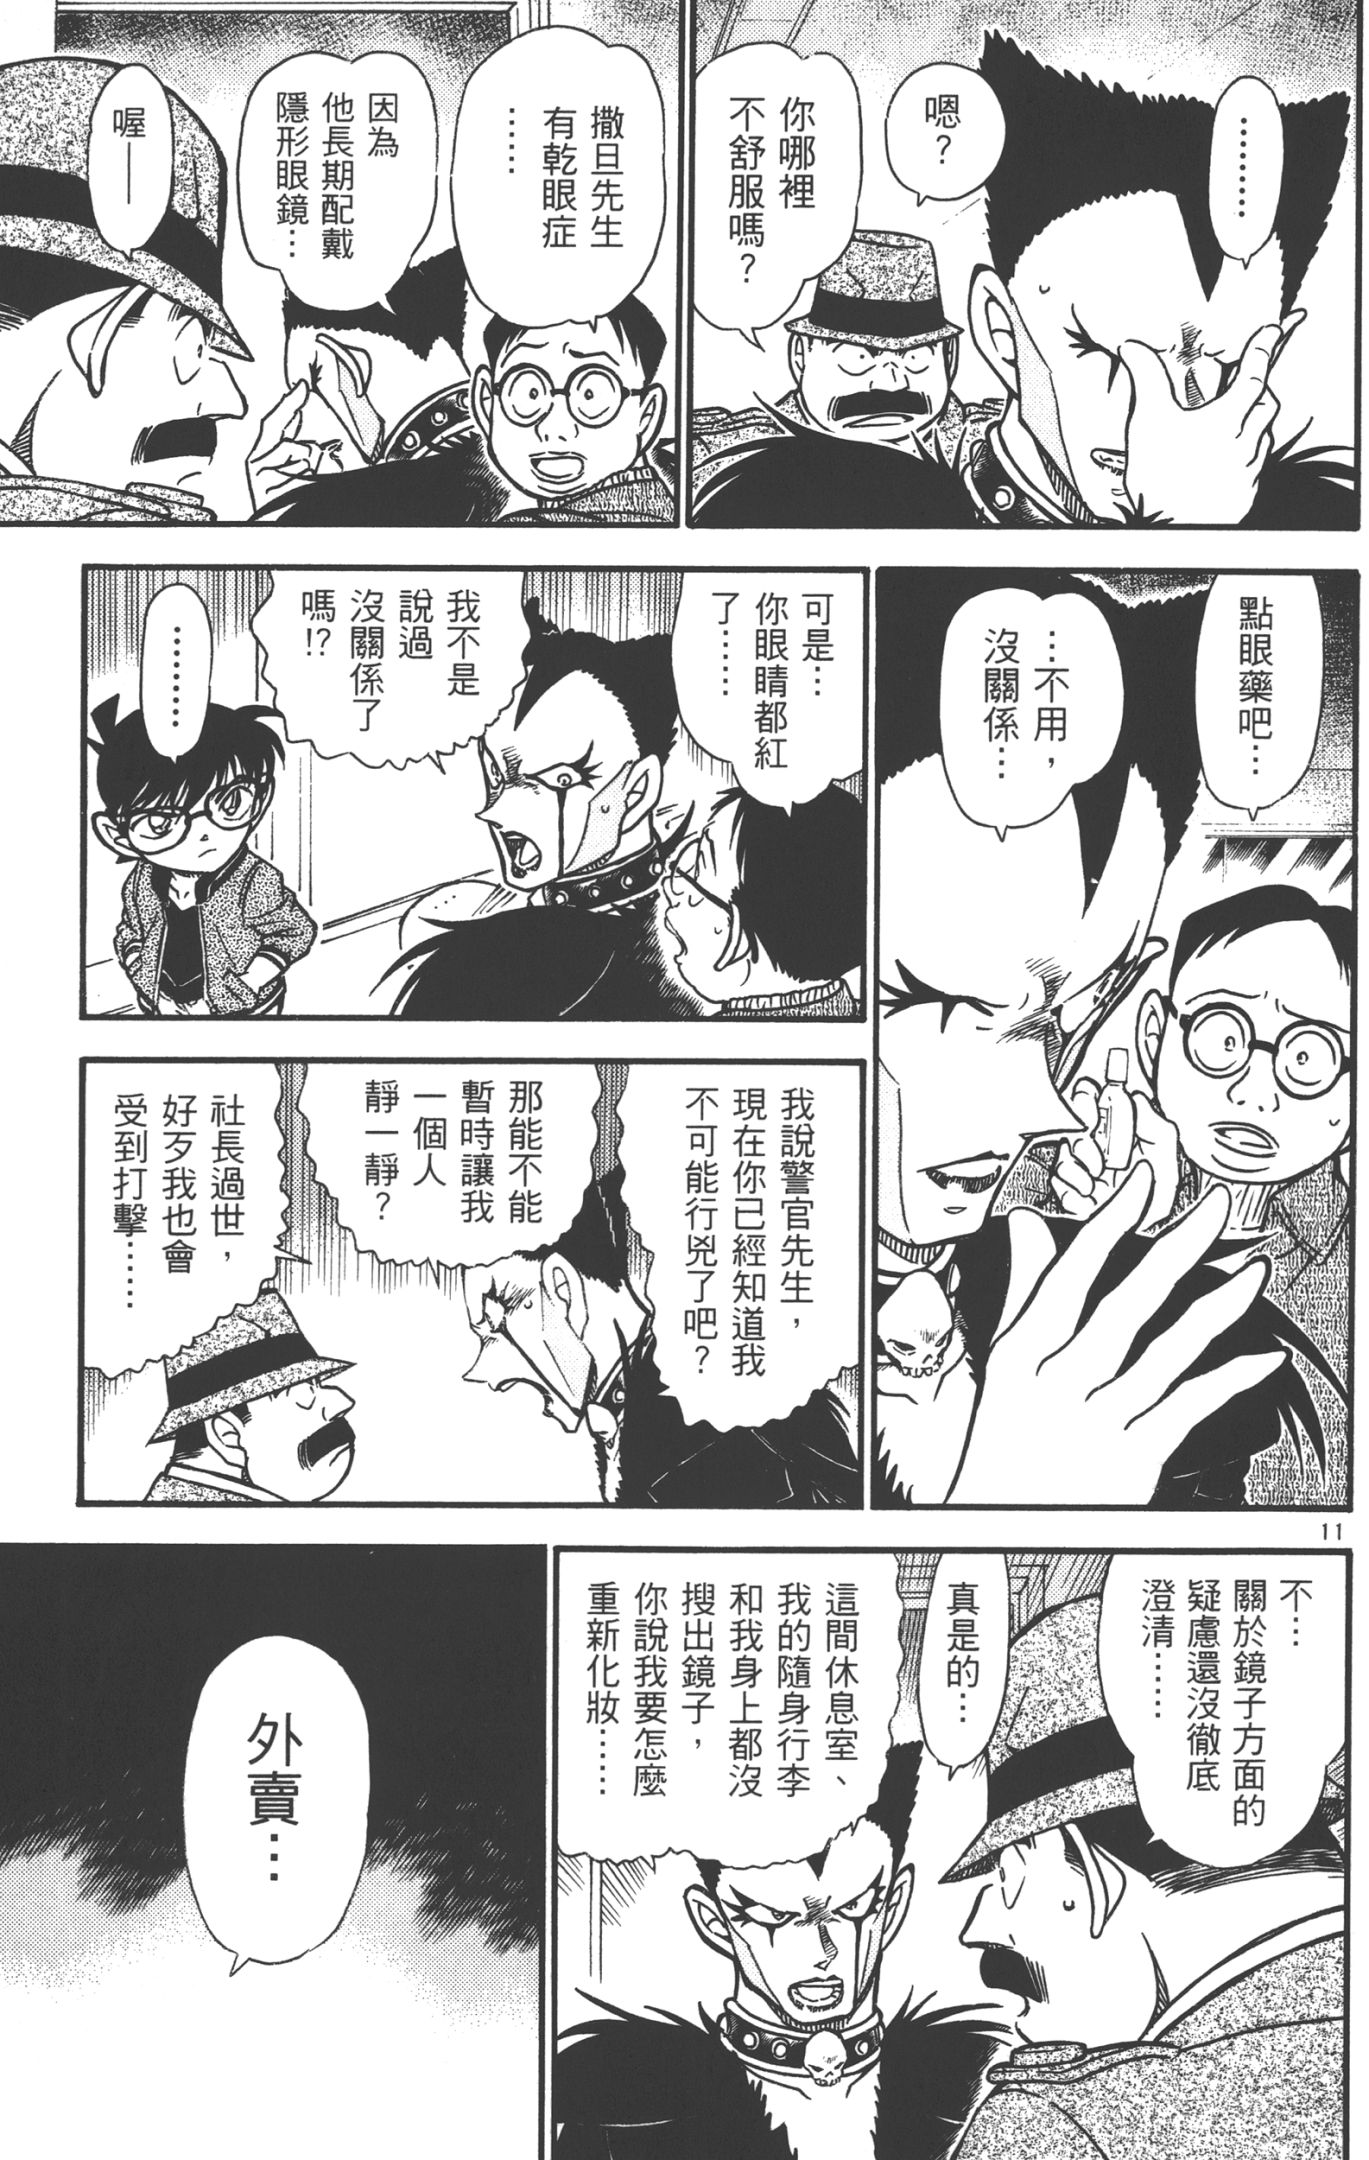 ………
嗯？
你哪裡
不舒服嗎？
撒旦先生
有乾眼症
……
因為
他長期配戴
隱形眼鏡…
喔——
點眼藥吧…
…不用，
沒關係…
可是…
你眼睛都紅
了……
我不是
說過
沒關係了
嗎!?
………
我說警官先生，
現在你已經知道我
不可能行兇了吧？
那能不能
暫時讓我
一個人
靜一靜？
社長過世，
好歹我也會
受到打擊……
11
不…
關於鏡子方面的
疑慮還沒徹底
澄清……
真是的…
這間休息室、
我的隨身行李
和我身上都沒
搜出鏡子，
你說我要怎麼
重新化妝……
外賣…